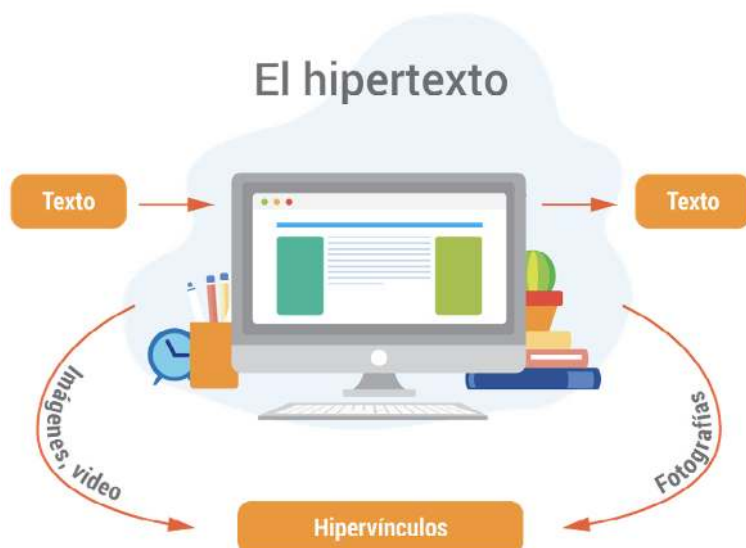 El hipertexto
Texto
Texto
Imágenes, video
Fotografías
Hipervínculos